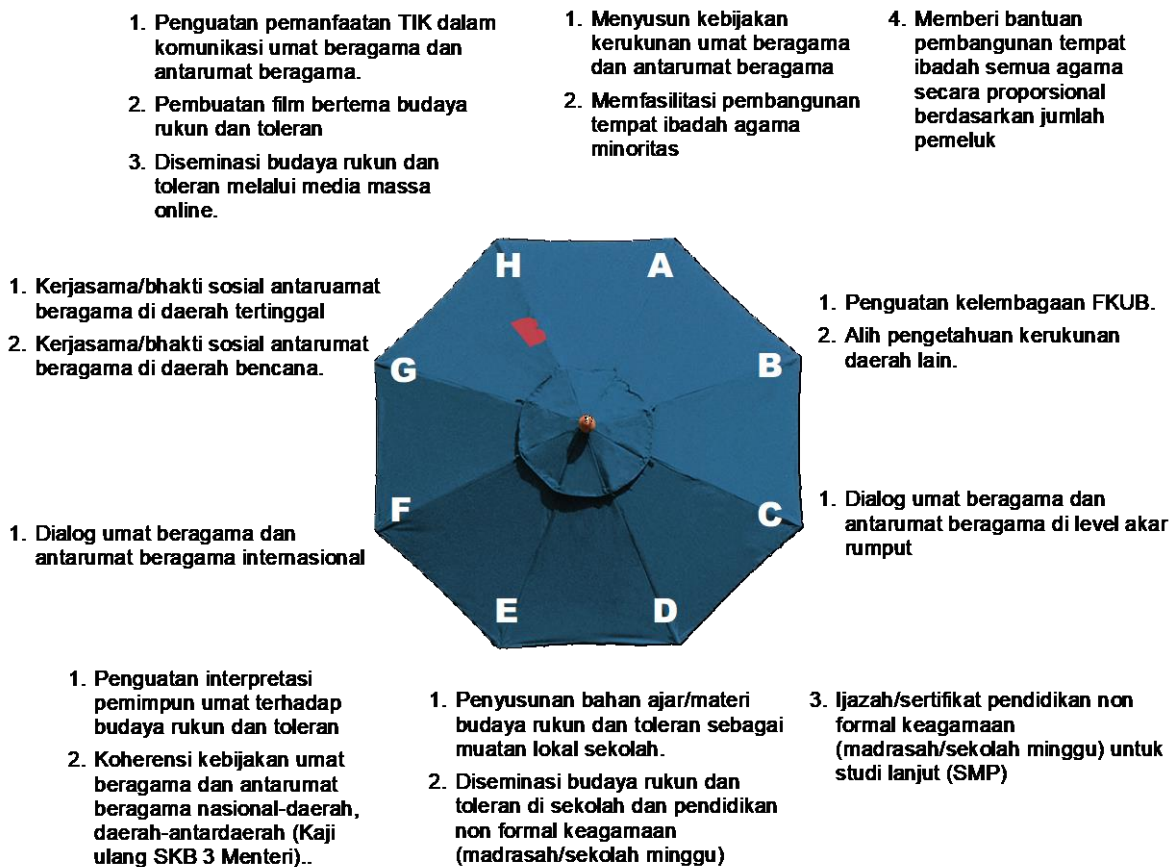 1. Penguatan pemanfaatan TIK dalam
komunikasi umat beragama dan
antarumat beragama.
2. Pembuatan film bertema budaya
rukun dan toleran
3. Diseminasi budaya rukun dan
toleran melalui media massa
online.
1. Menyusun kebijakan
kerukunan umat beragama
dan antarumat beragama
2. Memfasilitasi pembangunan
tempat ibadah agama
minoritas
4. Memberi bantuan
pembangunan tempat
ibadah semua agama
secara proporsional
berdasarkan jumlah
pemeluk
H
A
1. Kerjasama/bhakti sosial antaruamat
beragama di daerah tertinggal
2. Kerjasama/bhakti sosial antarumat
beragama di daerah bencana.
G
B
1. Penguatan kelembagaan FKUB.
2. Alih pengetahuan kerukunan
daerah lain.
1. Dialog umat beragama dan
antarumat beragama internasional
F
C
1. Dialog umat beragama dan
antarumat beragama di level akar
rumput
E
D
1. Penguatan interpretasi
pemimpun umat terhadap
budaya rukun dan toleran
2. Koherensi kebijakan umat
beragama dan antarumat
beragama nasional-daerah,
daerah-antardaerah (Kaji
ulang SKB 3 Menteri)..
1. Penyusunan bahan ajar/materi
budaya rukun dan toleran sebagai
muatan lokal sekolah.
2. Diseminasi budaya rukun dan
toleran di sekolah dan pendidikan
non formal keagamaan
(madrasah/sekolah minggu)
3. Ijazah/sertifikat pendidikan non
formal keagamaan
(madrasah/sekolah minggu) untuk
studi lanjut (SMP)